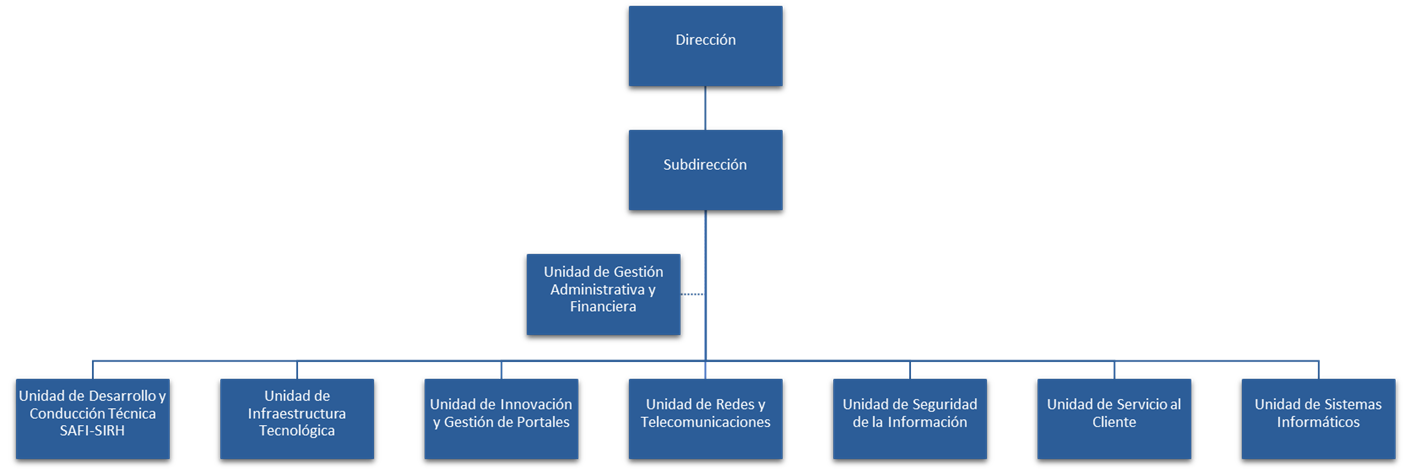 Dirección
Subdirección
Unidad de Gestión
Administrativa y
Financiera
Unidad de Desarrollo y
Conducción Técnica
SAFI-SIRH
Unidad de
Infraestructura
Tecnológica
Unidad de Innovación
y Gestión de Portales
Unidad de Redes y
Telecomunicaciones
Unidad de Seguridad
de la Información
Unidad de Servicio al
Cliente
Unidad de Sistemas
Informáticos